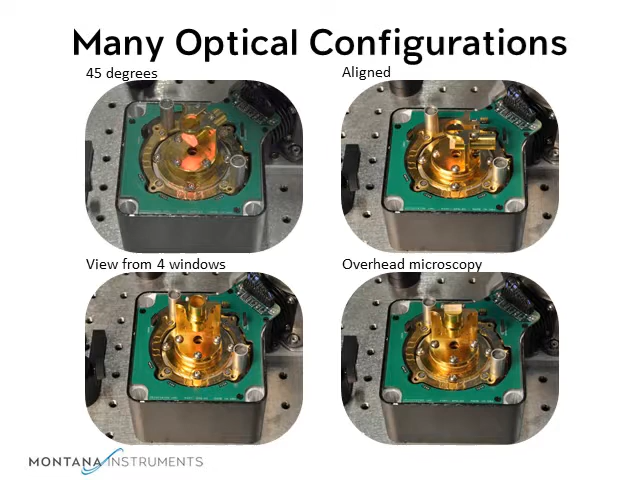 Many Optical Configurations
45 degrees
Aligned
View from 4 windows
Overhead microscopy
MONTANA INSTRUMENTS